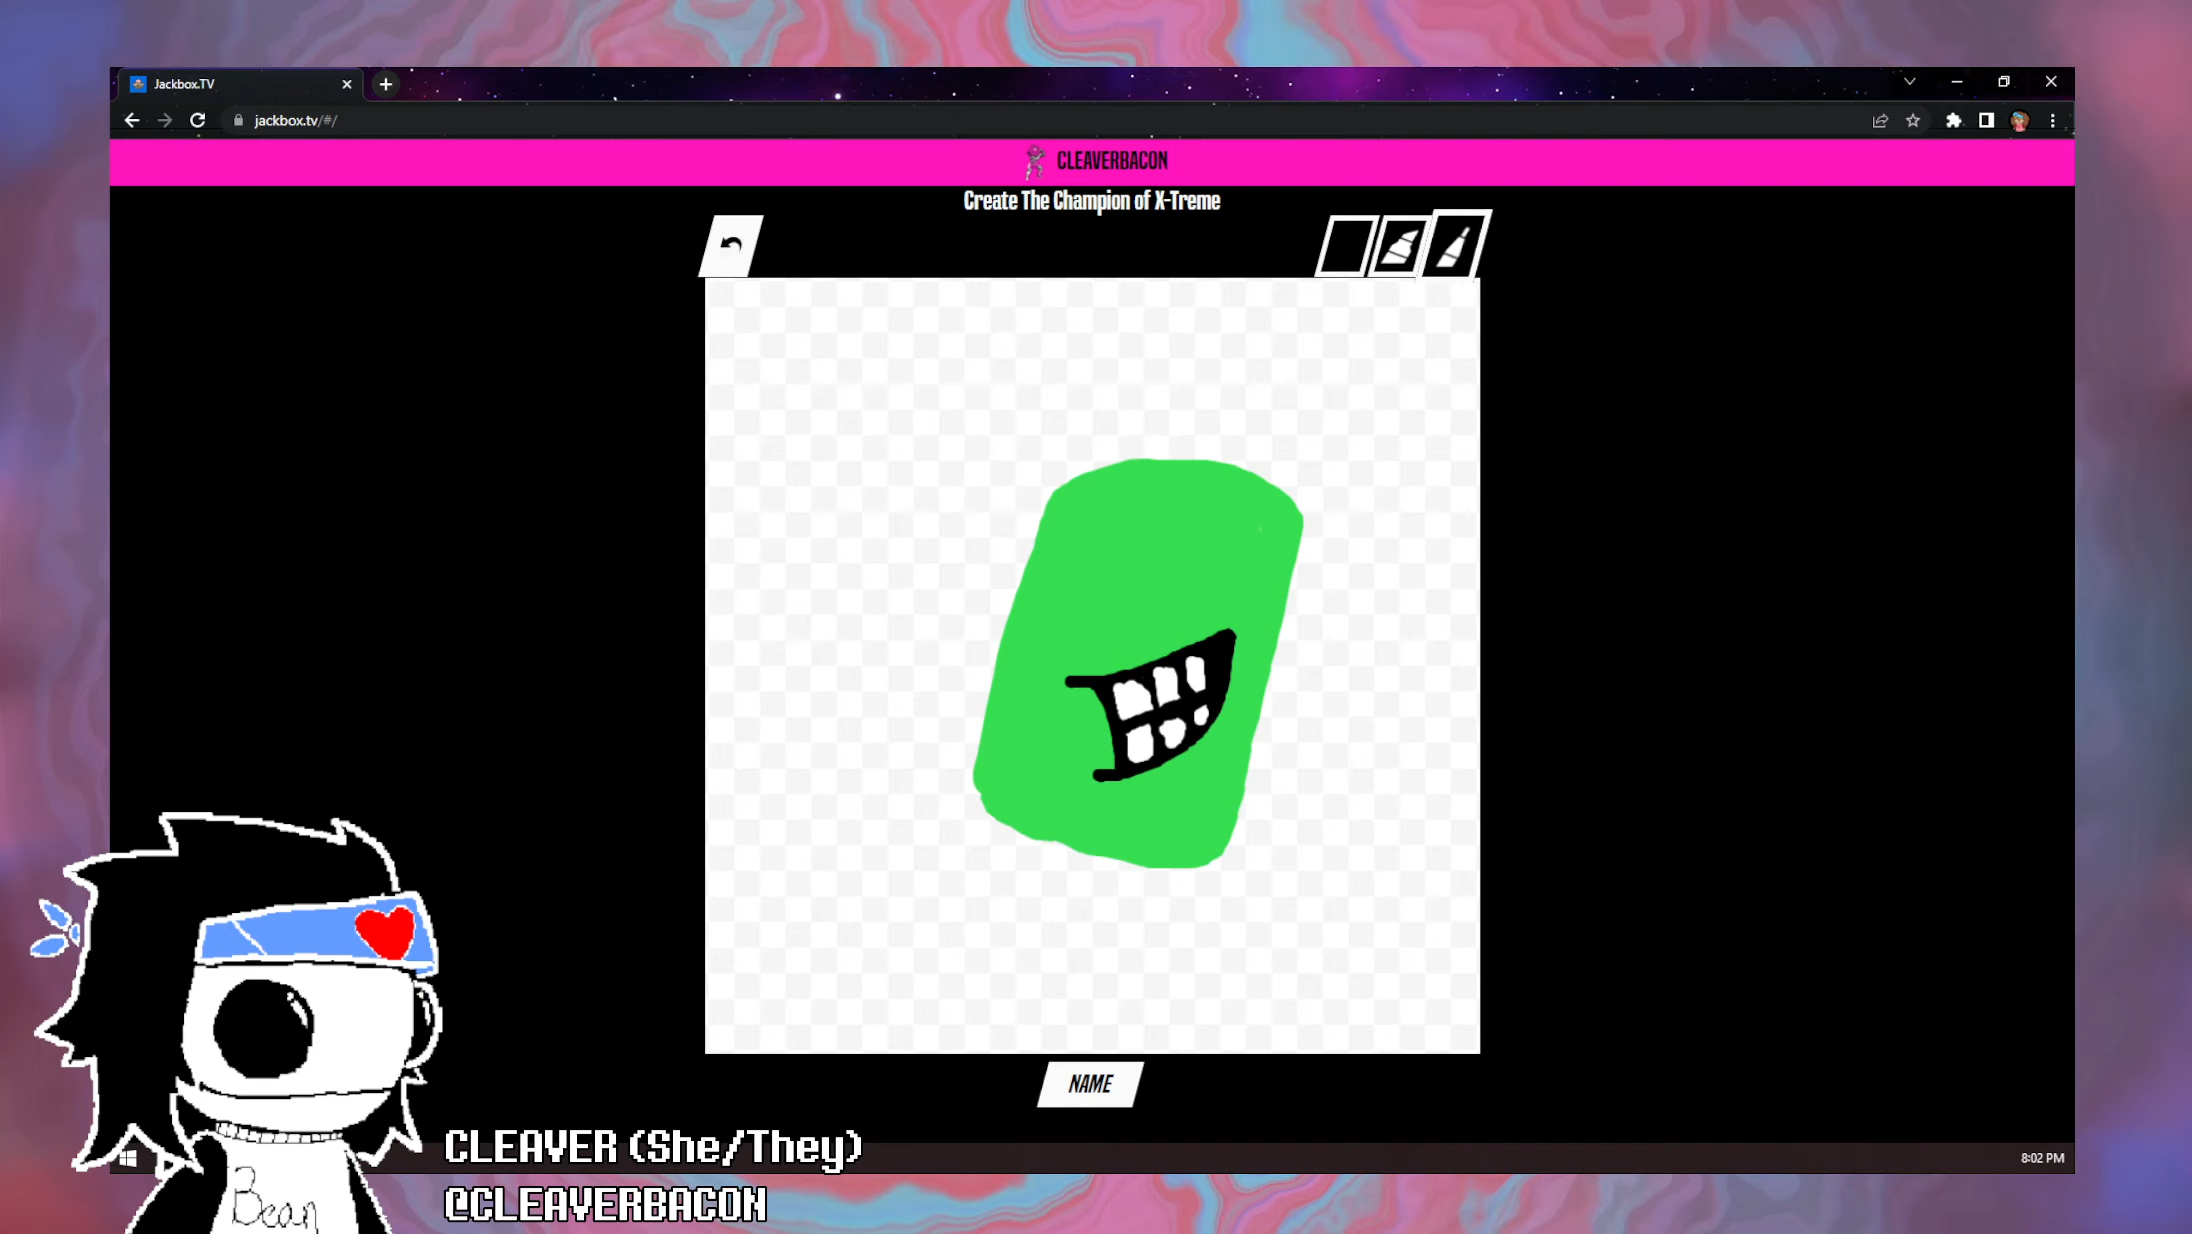 Jackbox.TV
jackbox.tv/#/
CLEAVERBACON
Create The Champion of X-Treme
NAME
CLEAVER (She/They)
8:02 PM
@CLEAVERBACON
Bean